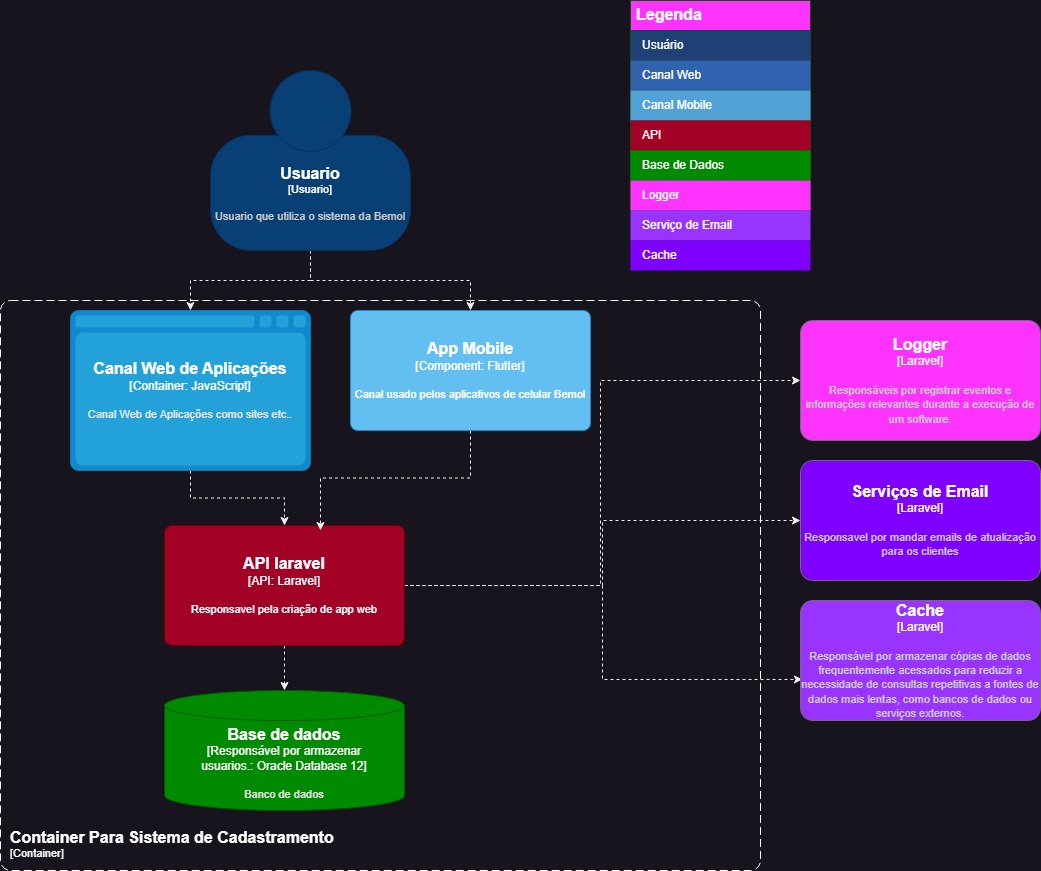 Legenda
Usuário
Canal Web
Canal Mobile
API
Base de Dados
Logger
Serviço de Email
Cache
Usuario
[Usuario]
Usuario que utiliza o sistema da Bemol
Canal Web de Aplicações
[Container: JavaScript]
Canal Web de Aplicações como sites etc..
App Mobile
[Component: Flutter]
Canal usado pelos aplicativos de celular Bemol
Logger
[Laravel]
Responsáveis por registrar eventos e
informações relevantes durante a execução de
um software.
Serviços de Email
[Laravel]
Responsavel por mandar emails de atualização
para os clientes
API laravel
[API: Laravel]
Responsavel pela criação de app web
Cache
[Laravel]
Responsável por armazenar cópias de dados
frequentemente acessados para reduzir a
necessidade de consultas repetitivas a fontes de
dados mais lentas, como bancos de dados ou
serviços externos.
Base de dados
[Responsável por armazenar
usuarios.: Oracle Database 12]
Banco de dados
Container Para Sistema de Cadastramento
[Container]